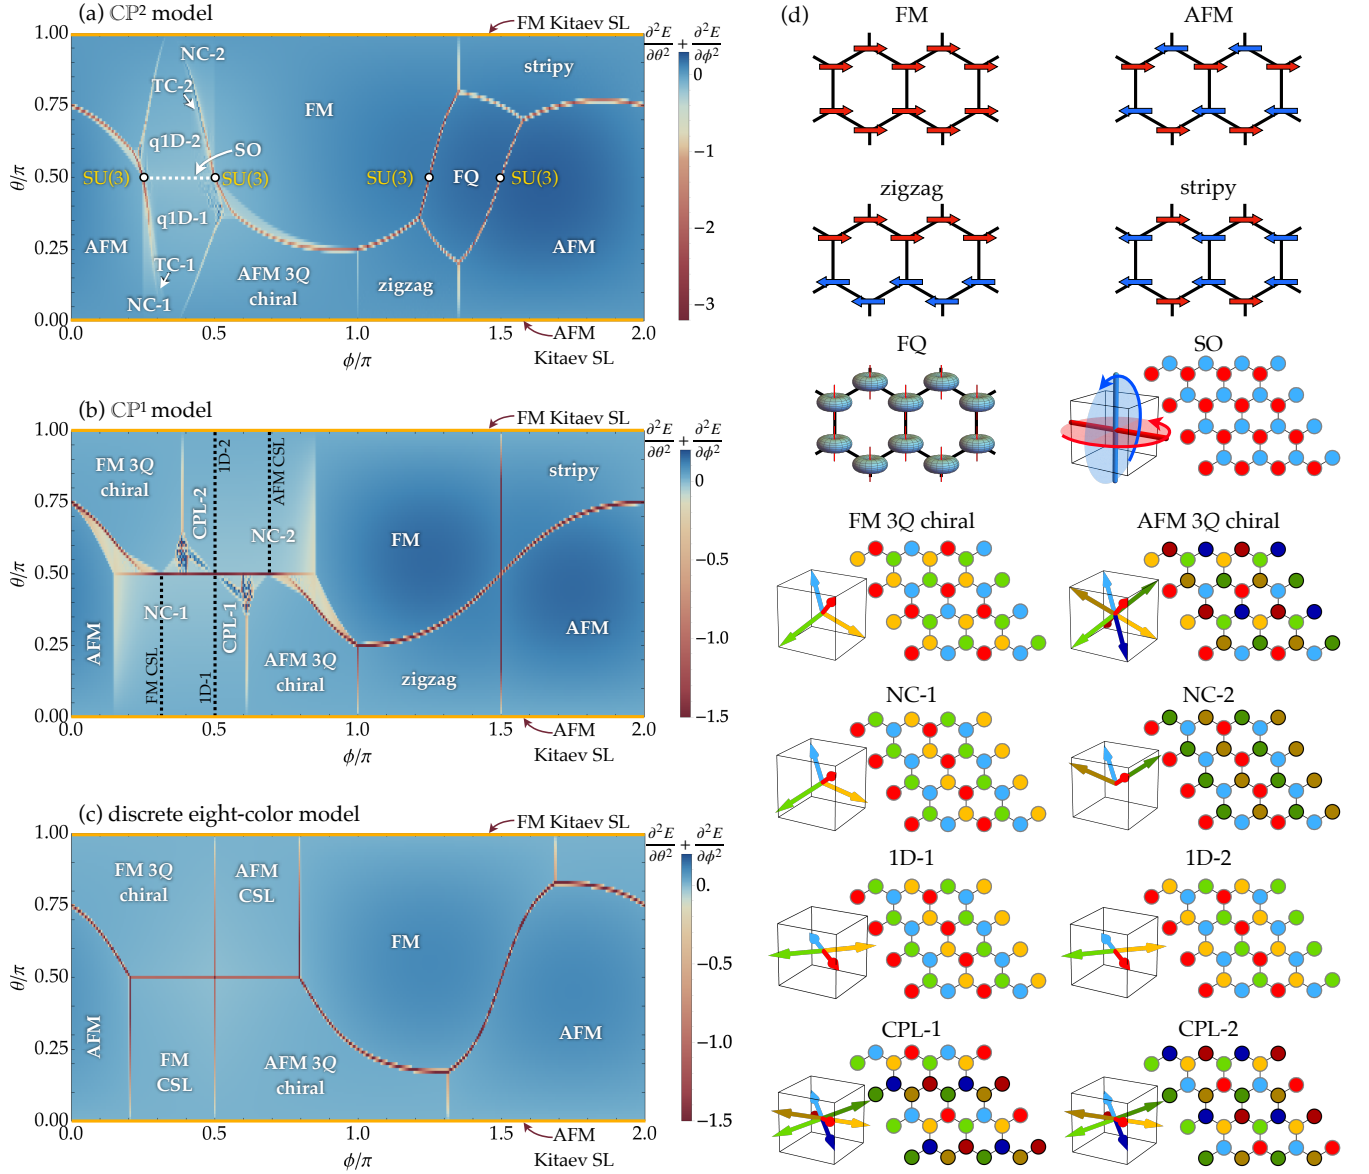 (a) ℂℙ² model
FM Kitaev SL
∂²E/∂θ² + ∂²E/∂ϕ²
1.00
0.75
0.50
0.25
0.00
θ/π
NC-2
TC-2
q1D-2
SO
FM
stripy
SU(3)
SU(3)
SU(3)
FQ
SU(3)
q1D-1
AFM
TC-1
NC-1
AFM 3Q
chiral
zigzag
AFM
0
−1
−2
−3
0.0
0.5
1.0
1.5
2.0
ϕ/π
AFM
Kitaev SL
(b) ℂℙ¹ model
FM Kitaev SL
∂²E/∂θ² + ∂²E/∂ϕ²
1.00
0.75
0.50
0.25
0.00
θ/π
FM 3Q
chiral
CPL-2
1D-2
AFM CSL
NC-2
FM
stripy
AFM
NC-1
FM CSL
1D-1
CPL-1
AFM 3Q
chiral
zigzag
AFM
0
−0.5
−1.0
−1.5
0.0
0.5
1.0
1.5
2.0
ϕ/π
AFM
Kitaev SL
(c) discrete eight-color model
FM Kitaev SL
∂²E/∂θ² + ∂²E/∂ϕ²
1.00
0.75
0.50
0.25
0.00
θ/π
FM 3Q
chiral
AFM
CSL
FM
AFM
FM
CSL
AFM 3Q
chiral
AFM
0.
−0.5
−1.0
−1.5
0.0
0.5
1.0
1.5
2.0
ϕ/π
AFM
Kitaev SL
(d)
FM
AFM
zigzag
stripy
FQ
SO
FM 3Q chiral
AFM 3Q chiral
NC-1
NC-2
1D-1
1D-2
CPL-1
CPL-2